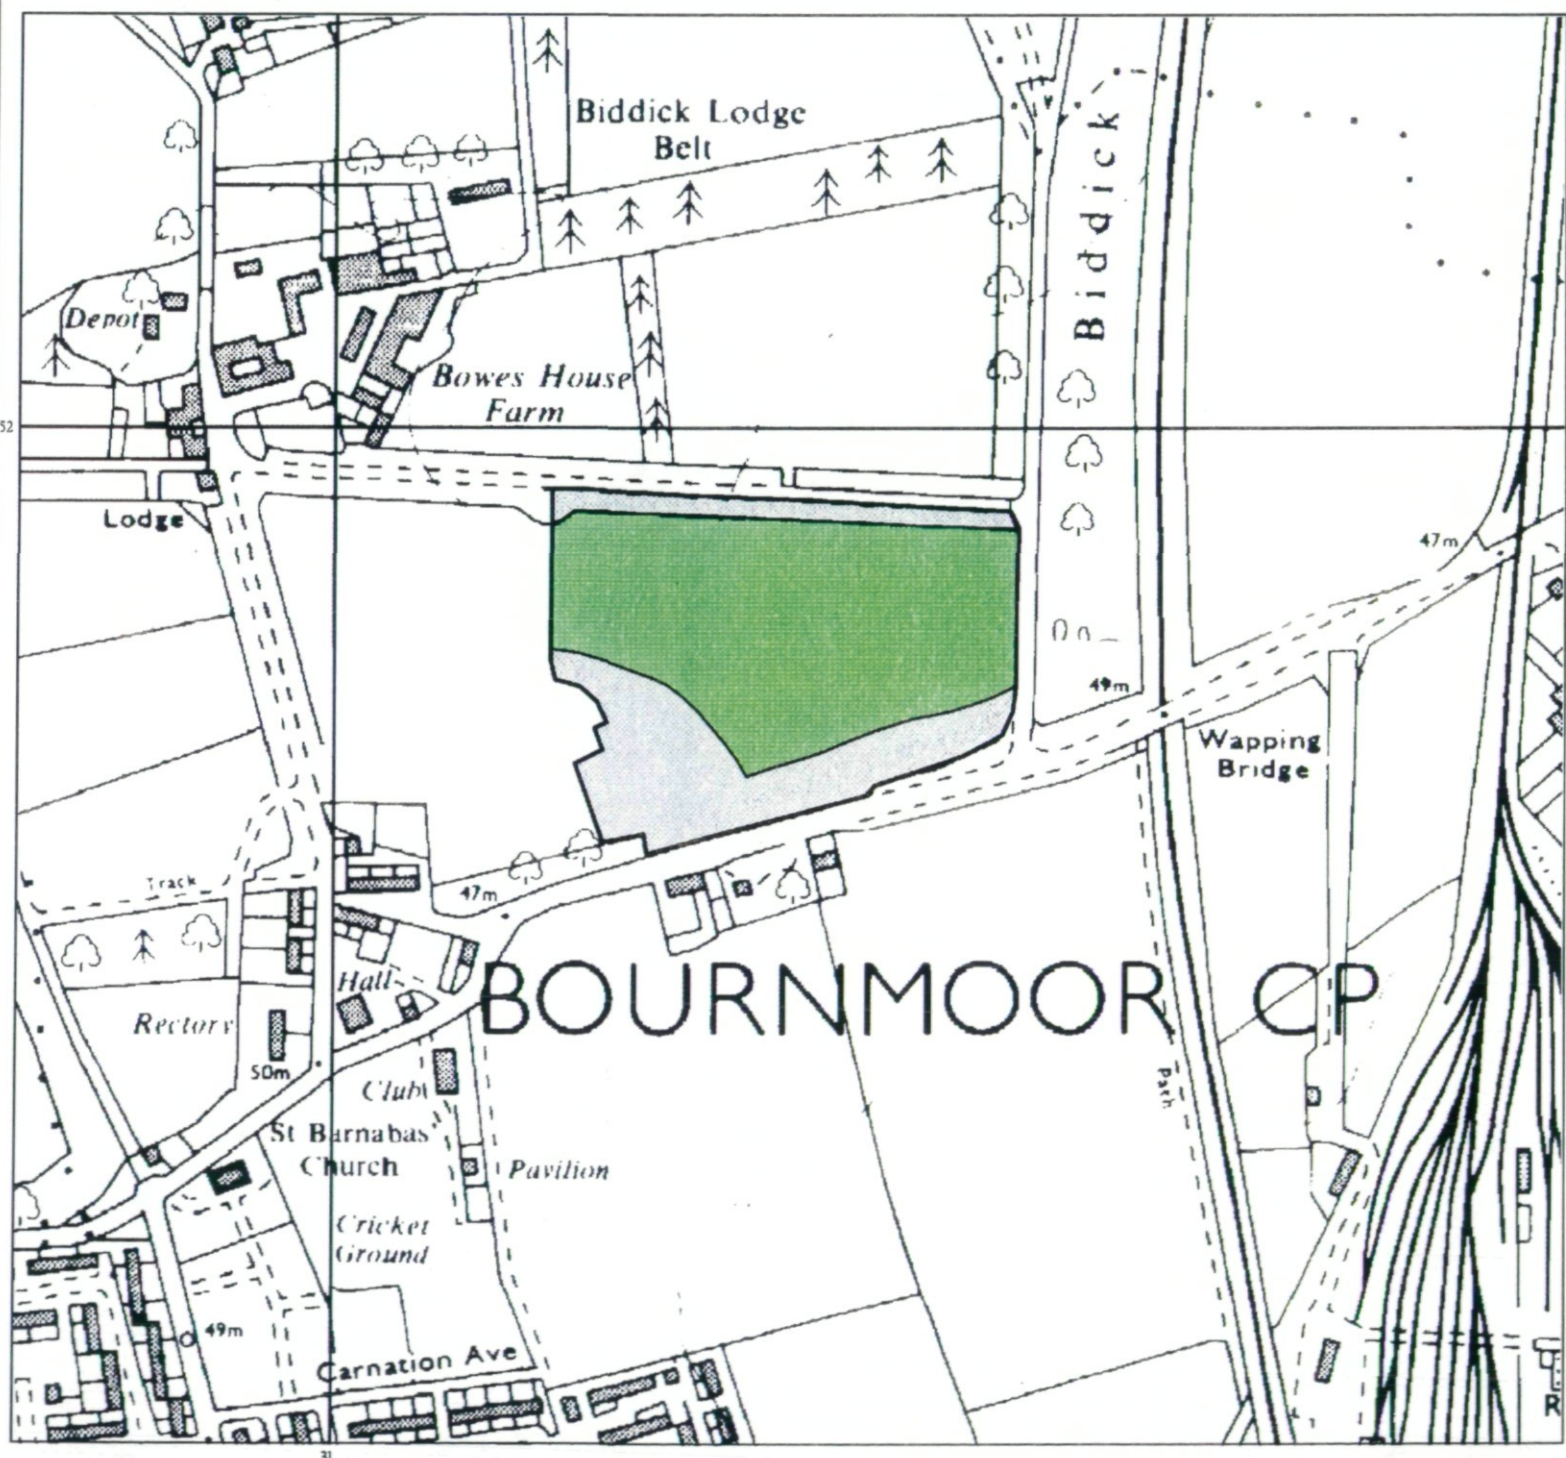 Biddick Lodge
Belt
Biddick
Depot
Bowes House
Farm
52
Lodge
47m
49m
Wapping
Bridge
Track
47m
BOURNMOOR CP
Hall
Rectory
50m
Path
Club
St Barnabas'
Church
Pavilion
Cricket
Ground
49m
Carnation Ave
R
31